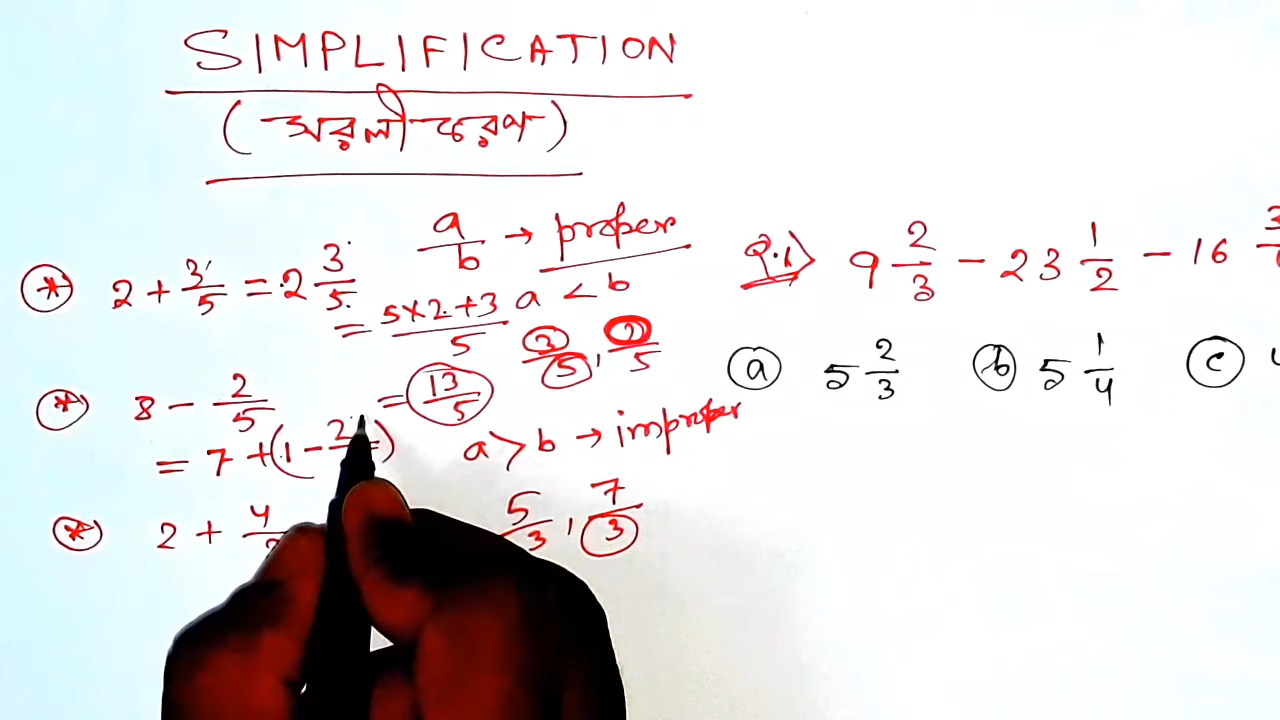 SIMPLIFICATION
(সরলীকরণ)
* 2 + 3/5 = 2 3/5
= 5×2+3/5
= 13/5
a/b → proper
a < b
3/5, 2/5
* 8 - 2/5
= 7 + (1 - 2
a > b → improper
5/3, 7/3
* 2 + 4
Q.1 9 2/3 - 23 1/2 - 16 3
a 5 2/3 b 5 1/4 c